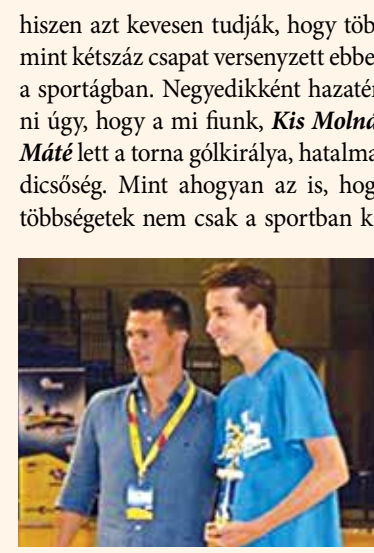 hiszen azt kevesen tudják, hogy töb
mint kétszáz csapat versenyzett ebbe
a sportágban. Negyedikként hazatér
ni úgy, hogy a mi fiunk, Kis Molná
Máté lett a torna gólkirálya, hatalma
dicsőség. Mint ahogyan az is, hog
többségetek nem csak a sportban k